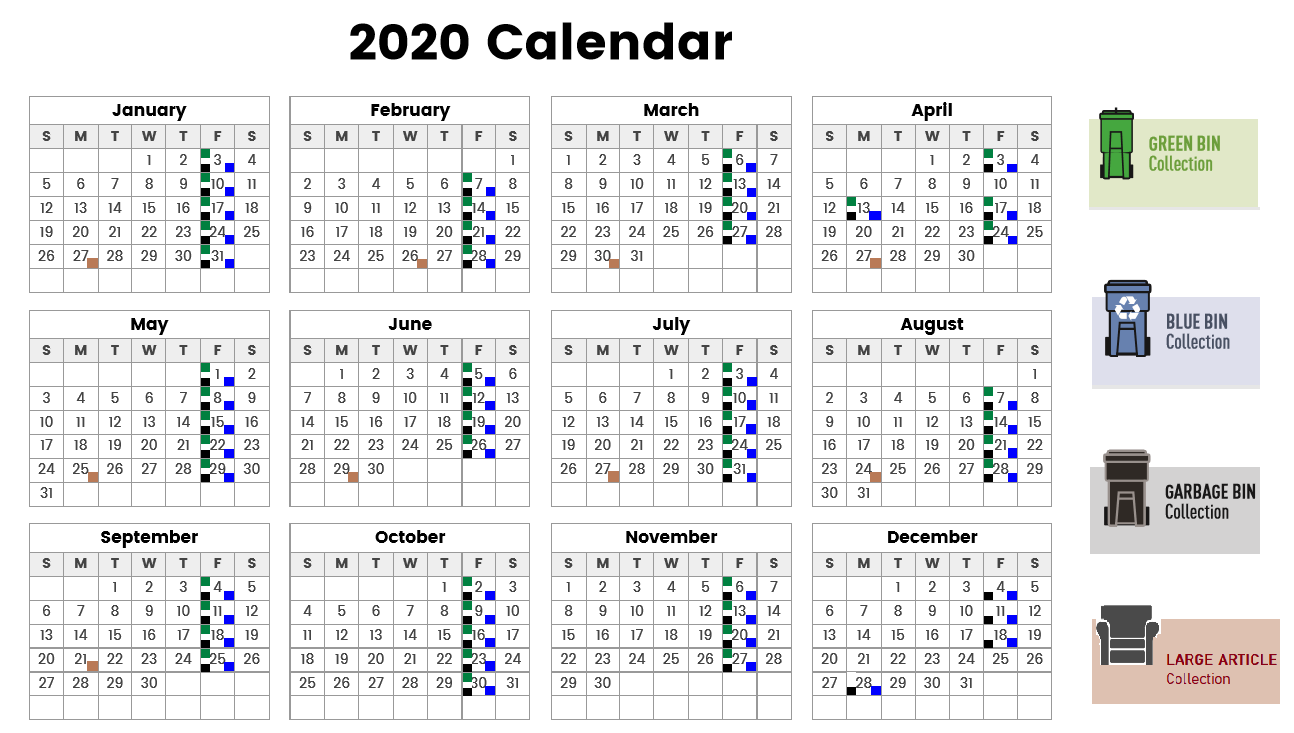 2020 Calendar
January
S M T W T F S
1 2 3 4
5 6 7 8 9 10 11
12 13 14 15 16 17 18
19 20 21 22 23 24 25
26 27 28 29 30 31
February
S M T W T F S
1
2 3 4 5 6 7 8
9 10 11 12 13 14 15
16 17 18 19 20 21 22
23 24 25 26 27 28 29
March
S M T W T F S
1 2 3 4 5 6 7
8 9 10 11 12 13 14
15 16 17 18 19 20 21
22 23 24 25 26 27 28
29 30 31
April
S M T W T F S
1 2 3 4
5 6 7 8 9 10 11
12 13 14 15 16 17 18
19 20 21 22 23 24 25
26 27 28 29 30
GREEN BIN
Collection
BLUE BIN
Collection
May
S M T W T F S
1 2
3 4 5 6 7 8 9
10 11 12 13 14 15 16
17 18 19 20 21 22 23
24 25 26 27 28 29 30
31
June
S M T W T F S
1 2 3 4 5 6
7 8 9 10 11 12 13
14 15 16 17 18 19 20
21 22 23 24 25 26 27
28 29 30
July
S M T W T F S
1 2 3 4
5 6 7 8 9 10 11
12 13 14 15 16 17 18
19 20 21 22 23 24 25
26 27 28 29 30 31
August
S M T W T F S
1
2 3 4 5 6 7 8
9 10 11 12 13 14 15
16 17 18 19 20 21 22
23 24 25 26 27 28 29
30 31
GARBAGE BIN
Collection
September
S M T W T F S
1 2 3 4 5
6 7 8 9 10 11 12
13 14 15 16 17 18 19
20 21 22 23 24 25 26
27 28 29 30
October
S M T W T F S
1 2 3
4 5 6 7 8 9 10
11 12 13 14 15 16 17
18 19 20 21 22 23 24
25 26 27 28 29 30 31
November
S M T W T F S
1 2 3 4 5 6 7
8 9 10 11 12 13 14
15 16 17 18 19 20 21
22 23 24 25 26 27 28
29 30
December
S M T W T F S
1 2 3 4 5
6 7 8 9 10 11 12
13 14 15 16 17 18 19
20 21 22 23 24 25 26
27 28 29 30 31
LARGE ARTICLE
Collection